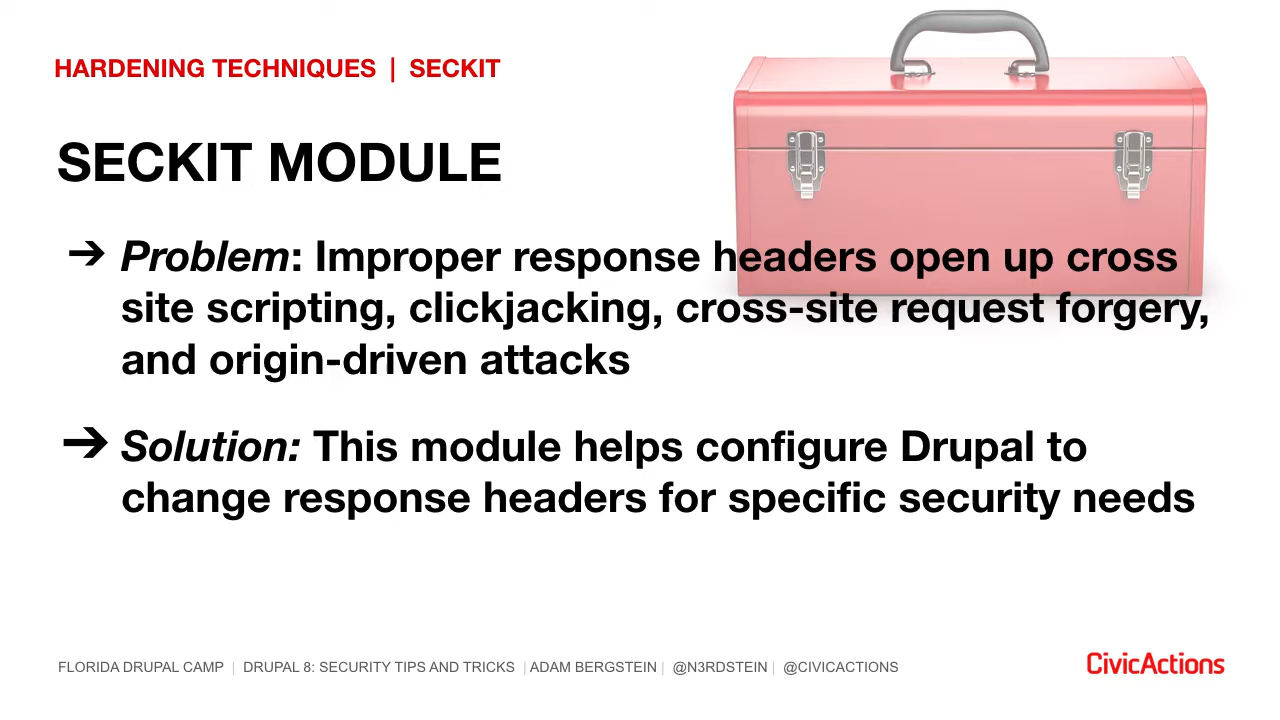 HARDENING TECHNIQUES | SECKIT
SECKIT MODULE
➔ Problem: Improper response headers open up cross
site scripting, clickjacking, cross-site request forgery,
and origin-driven attacks
➔ Solution: This module helps configure Drupal to
change response headers for specific security needs
FLORIDA DRUPAL CAMP | DRUPAL 8: SECURITY TIPS AND TRICKS | ADAM BERGSTEIN | @N3RDSTEIN | @CIVICACTIONS
CivicActions